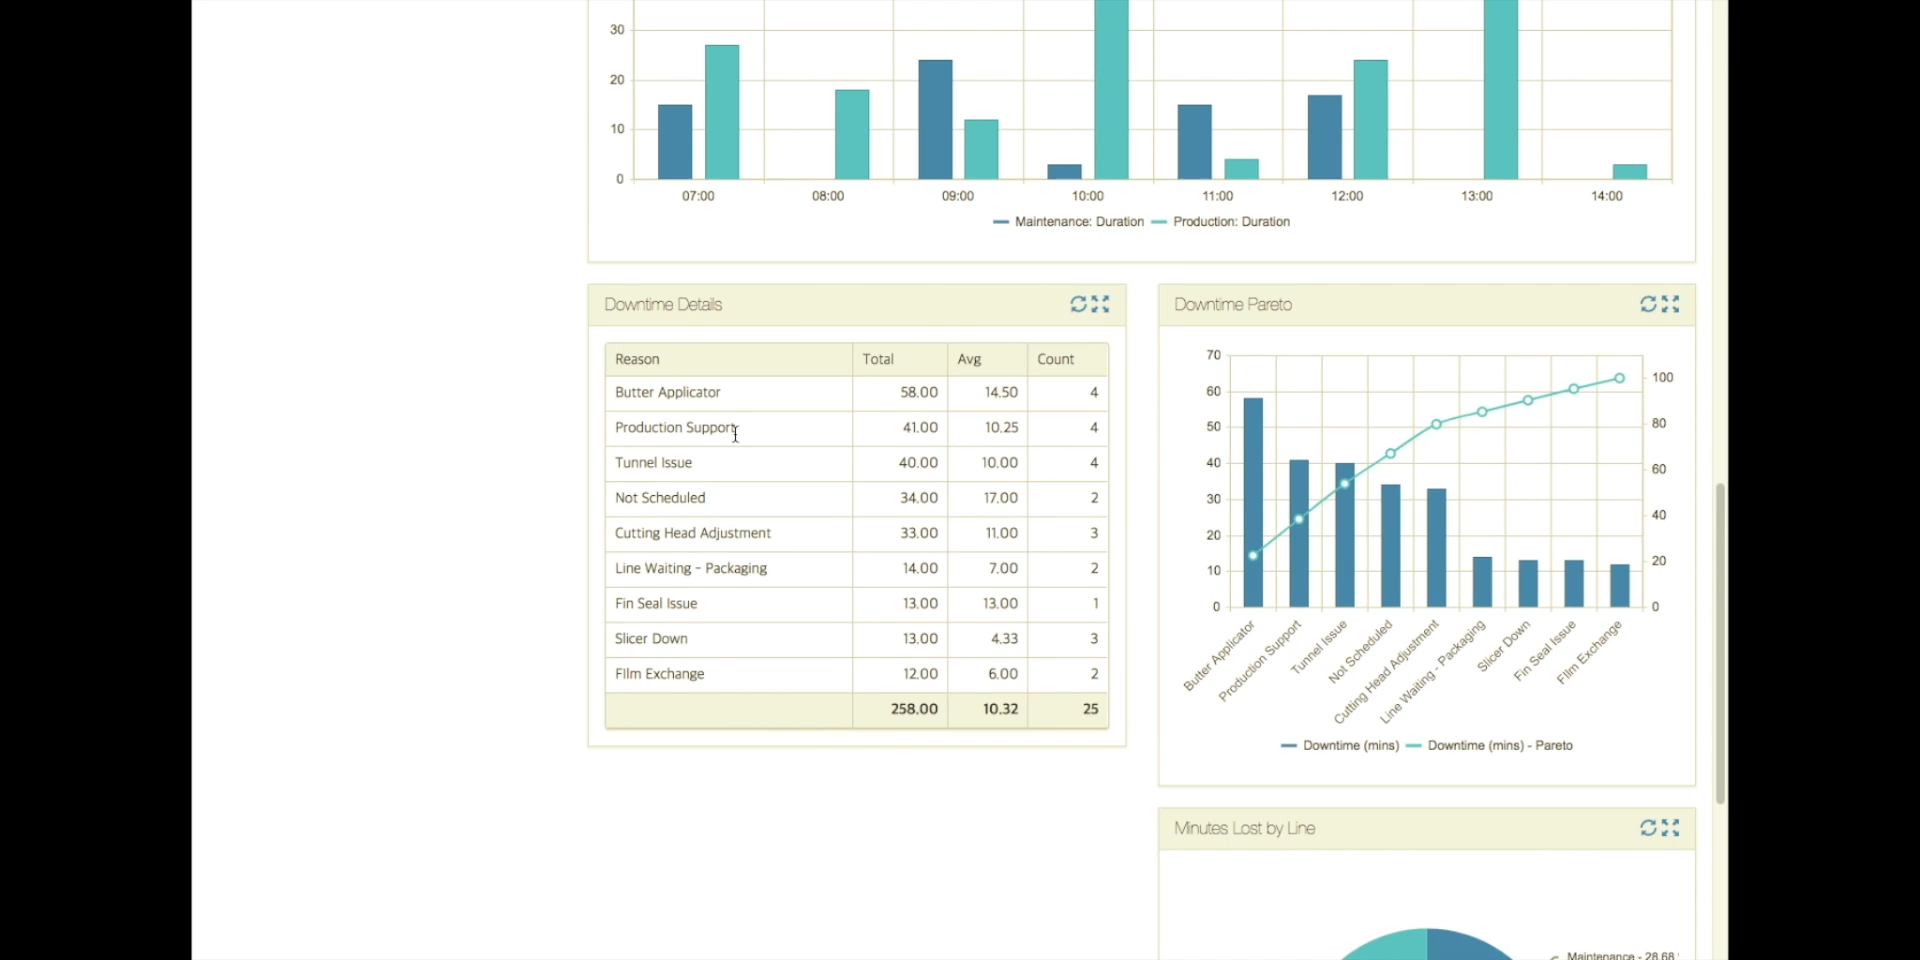 30
20
10
0
07:00 08:00 09:00 10:00 11:00 12:00 13:00 14:00
Maintenance: Duration Production: Duration
Downtime Details
Reason Total Avg Count
Butter Applicator 58.00 14.50 4
Production Support 41.00 10.25 4
Tunnel Issue 40.00 10.00 4
Not Scheduled 34.00 17.00 2
Cutting Head Adjustment 33.00 11.00 3
Line Waiting - Packaging 14.00 7.00 2
Fin Seal Issue 13.00 13.00 1
Slicer Down 13.00 4.33 3
FIlm Exchange 12.00 6.00 2
258.00 10.32 25
Downtime Pareto
70
60
50
40
30
20
10
0
100
80
60
40
20
0
Butter Applicator
Production Support
Tunnel Issue
Not Scheduled
Cutting Head Adjustment
Line Waiting - Packaging
Slicer Down
Fin Seal Issue
FIlm Exchange
Downtime (mins) Downtime (mins) - Pareto
Minutes Lost by Line
Maintenance - 28.68